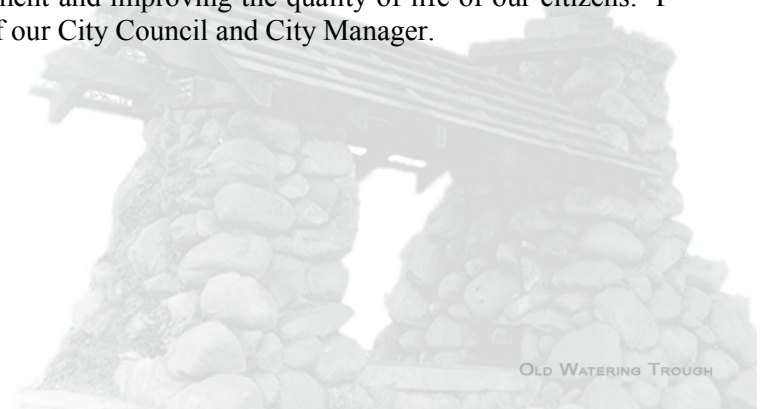 ment and improving the quality of life of our citizens. I
of our City Council and City Manager.
OLD WATERING TROUGH